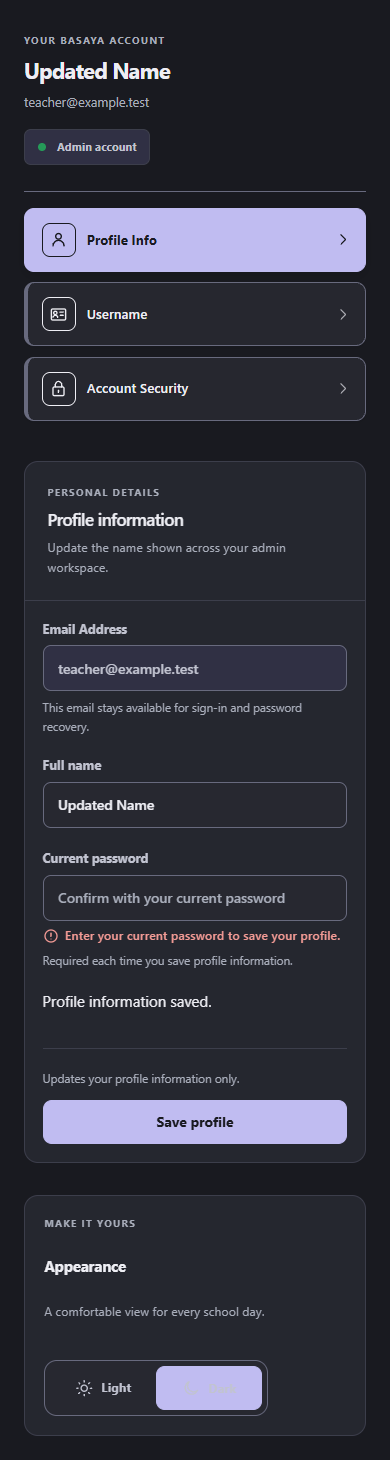 YOUR BASAYA ACCOUNT
Updated Name
teacher@example.test
Admin account
Profile Info
Username
Account Security
PERSONAL DETAILS
Profile information
Update the name shown across your admin
workspace.
Email Address
teacher@example.test
This email stays available for sign-in and password
recovery.
Full name
Updated Name
Current password
Confirm with your current password
Enter your current password to save your profile.
Required each time you save profile information.
Profile information saved.
Updates your profile information only.
Save profile
MAKE IT YOURS
Appearance
A comfortable view for every school day.
Light